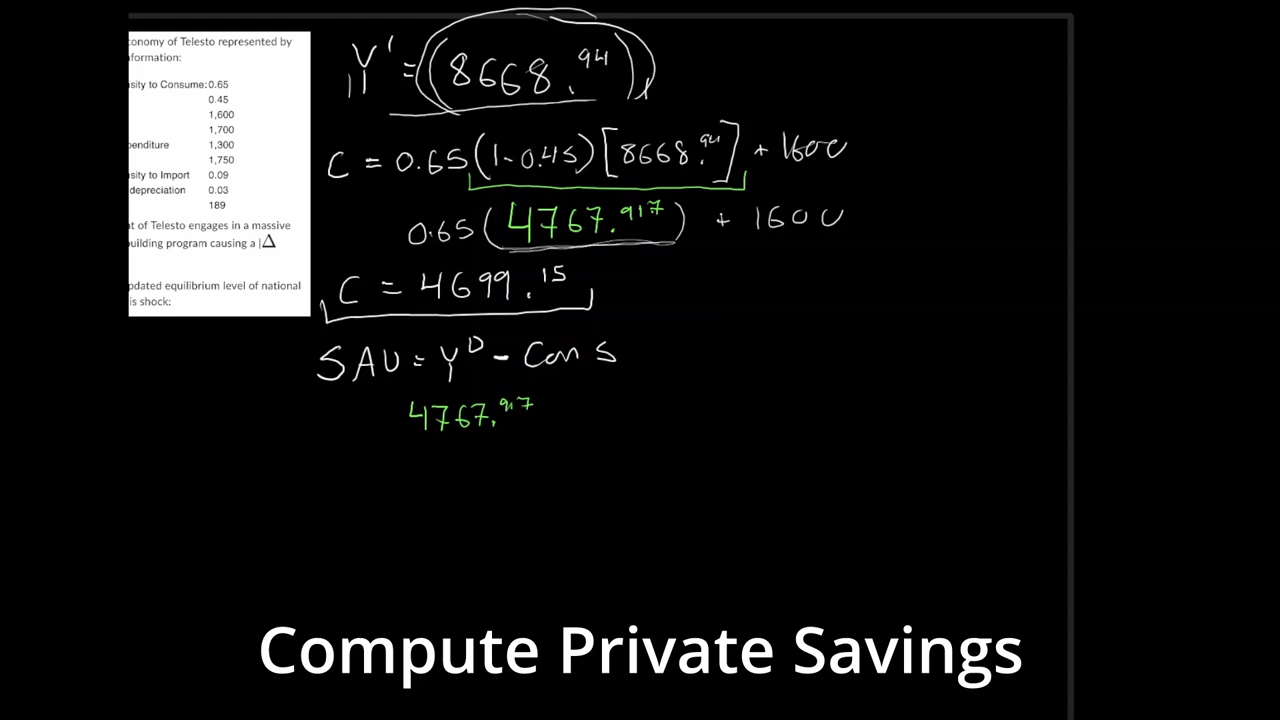 conomy of Telesto represented by
formation:
sity to Consume: 0.65
0.45
1,600
1,700
penditure 1,300
1,750
sity to Import 0.09
depreciation 0.03
189
t of Telesto engages in a massive
uilding program causing a |Δ
pdated equilibrium level of national
is shock:
Y' = ((8668.94))
C = 0.65(1-0.45)[8668.94] + 1600
0.65(4767.917) + 1600
C = 4699.15
SAV = Y^D - Cons
4767.917
Compute Private Savings